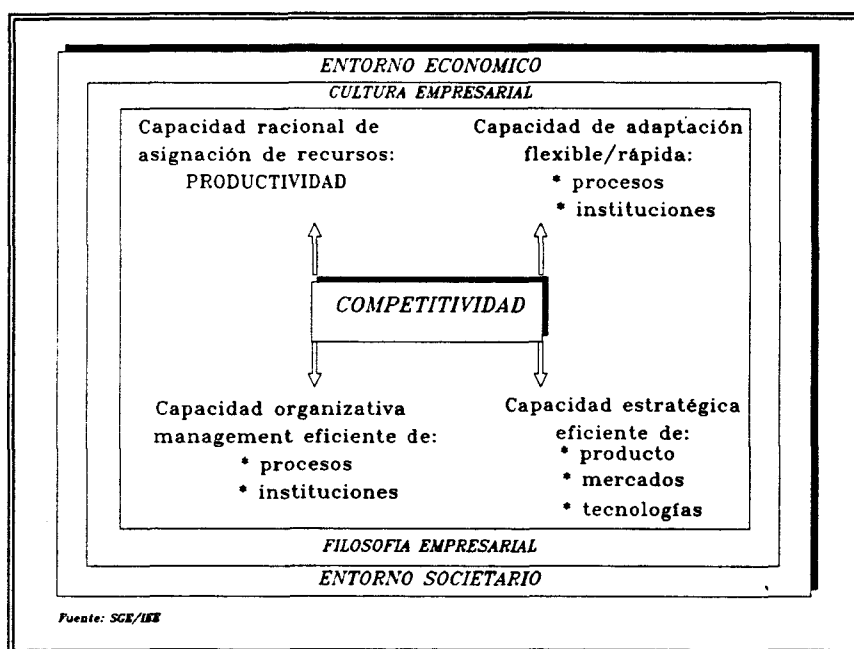 ENTORNO ECONOMICO
CULTURA EMPRESARIAL
Capacidad racional de
asignación de recursos:
PRODUCTIVIDAD
Capacidad de adaptación
flexible/rápida:
* procesos
* instituciones
COMPETITIVIDAD
Capacidad organizativa
management eficiente de:
* procesos
* instituciones
Capacidad estratégica
eficiente de:
* producto
* mercados
* tecnologías
FILOSOFIA EMPRESARIAL
ENTORNO SOCIETARIO
Fuente: SGE/IEE